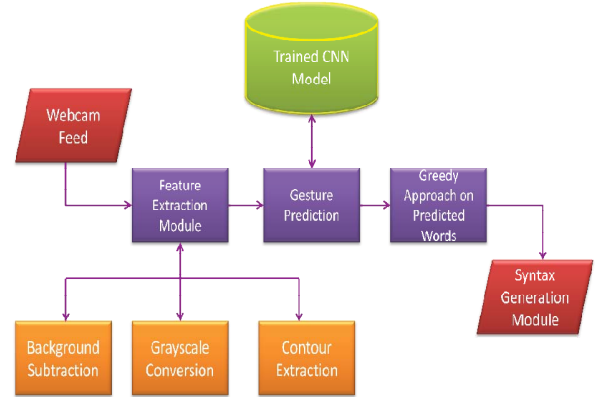 Trained CNN
Model
Webcam
Feed
Feature
Extraction
Module
Gesture
Prediction
Greedy
Approach on
Predicted
Words
Syntax
Generation
Module
Background
Subtraction
Grayscale
Conversion
Contour
Extraction